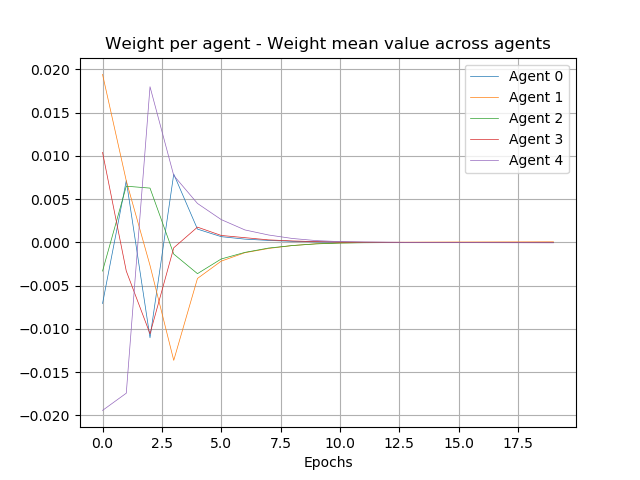 Weight per agent - Weight mean value across agents
0.020
0.015
0.010
0.005
0.000
−0.005
−0.010
−0.015
−0.020
Agent 0
Agent 1
Agent 2
Agent 3
Agent 4
0.0 2.5 5.0 7.5 10.0 12.5 15.0 17.5
Epochs